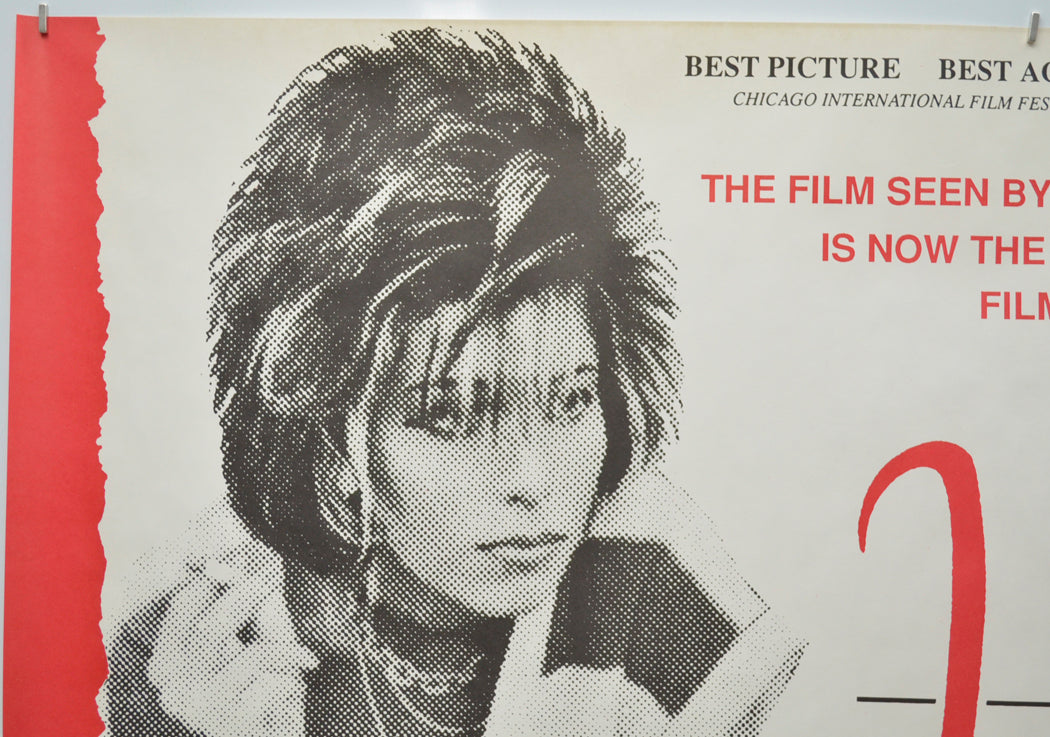 BEST PICTURE BEST AC
CHICAGO INTERNATIONAL FILM FES
THE FILM SEEN BY
IS NOW THE
FILM